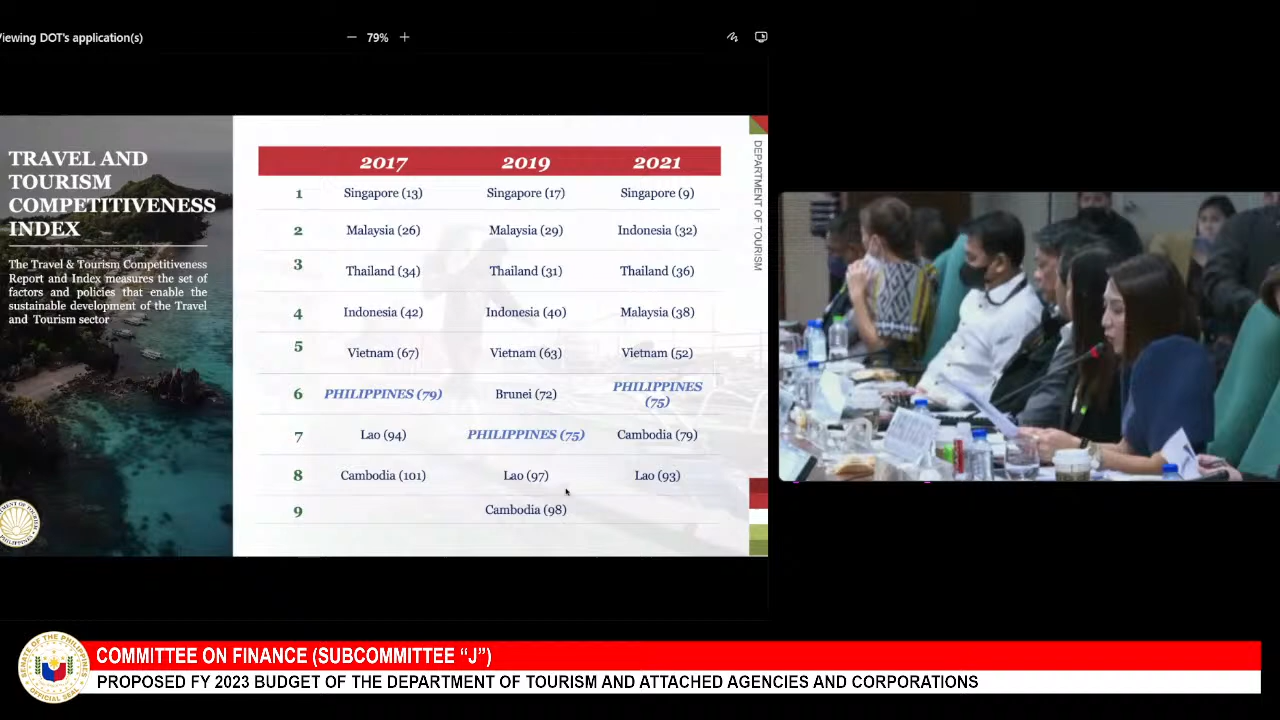 Viewing DOT's application(s)
79%
TRAVEL AND
TOURISM
COMPETITIVENESS
INDEX
The Travel & Tourism Competitiveness
Report and Index measures the set of
factors and policies that enable the
sustainable development of the Travel
and Tourism sector
2017 2019 2021
1 Singapore (13) Singapore (17) Singapore (9)
2 Malaysia (26) Malaysia (29) Indonesia (32)
3 Thailand (34) Thailand (31) Thailand (36)
4 Indonesia (42) Indonesia (40) Malaysia (38)
5 Vietnam (67) Vietnam (63) Vietnam (52)
6 PHILIPPINES (79) Brunei (72) PHILIPPINES
(75)
7 Lao (94) PHILIPPINES (75) Cambodia (79)
8 Cambodia (101) Lao (97) Lao (93)
9 Cambodia (98)
DEPARTMENT OF TOURISM
SENATE OF THE PHILIPPINES
OFFICIAL SEAL
COMMITTEE ON FINANCE (SUBCOMMITTEE “J”)
PROPOSED FY 2023 BUDGET OF THE DEPARTMENT OF TOURISM AND ATTACHED AGENCIES AND CORPORATIONS